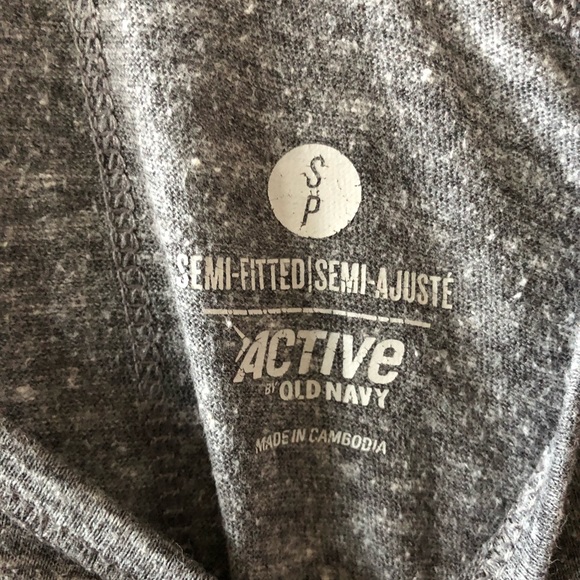 S
P
SEMI-FITTED|SEMI-AJUSTÉ
ACTIVE
BY OLD NAVY
MADE IN CAMBODIA